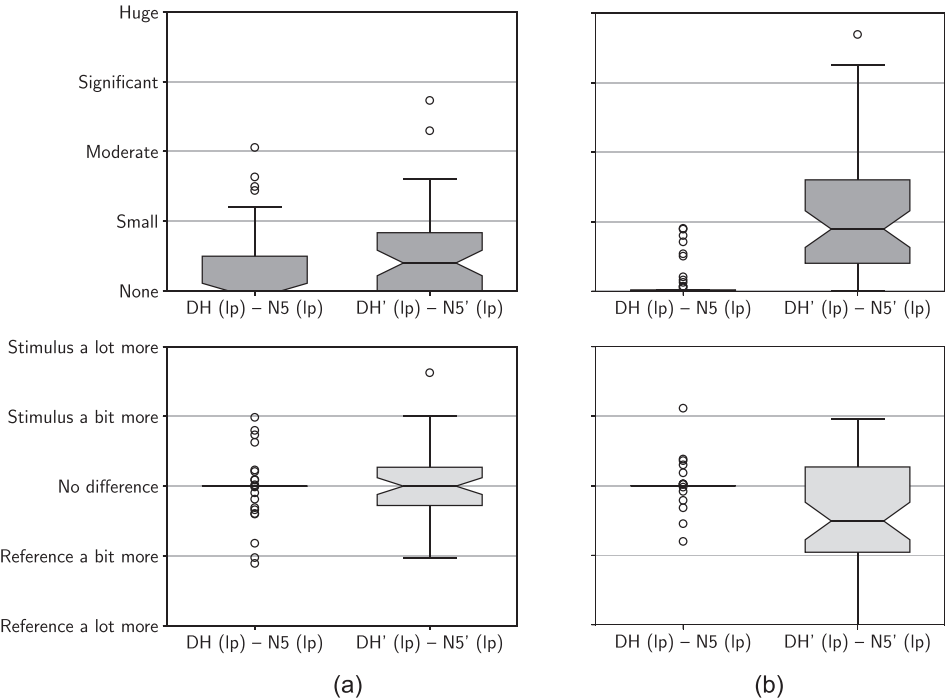 Huge
Significant
Moderate
Small
None
DH (lp) – N5 (lp) DH' (lp) – N5' (lp)
DH (lp) – N5 (lp) DH' (lp) – N5' (lp)
Stimulus a lot more
Stimulus a bit more
No difference
Reference a bit more
Reference a lot more
DH (lp) – N5 (lp) DH' (lp) – N5' (lp)
DH (lp) – N5 (lp) DH' (lp) – N5' (lp)
(a)
(b)